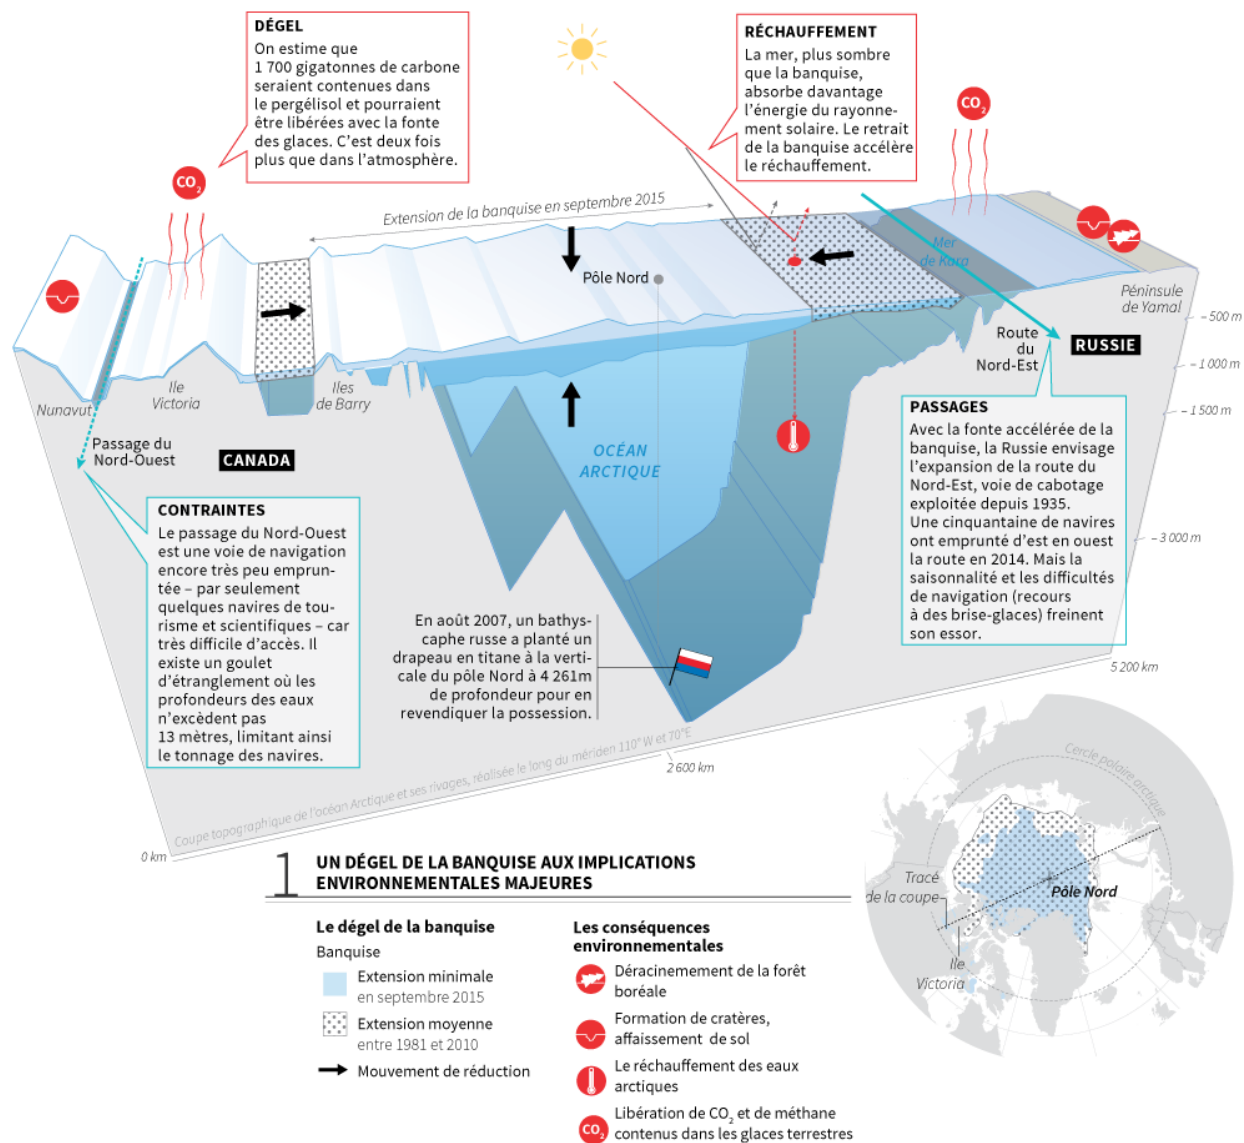 DÉGEL
On estime que
1 700 gigatonnes de carbone
seraient contenues dans
le pergélisol et pourraient
être libérées avec la fonte
des glaces. C'est deux fois
plus que dans l'atmosphère.
RÉCHAUFFEMENT
La mer, plus sombre
que la banquise,
absorbe davantage
l'énergie du rayonne-
ment solaire. Le retrait
de la banquise accélère
le réchauffement.
CO₂
CO₂
Extension de la banquise en septembre 2015
Pôle Nord
Mer
de Kara
Péninsule
de Yamal
– 500 m
– 1 000 m
– 1 500 m
– 3 000 m
Route
du
Nord-Est
RUSSIE
Nunavut
Ile
Victoria
Iles
de Barry
Passage du
Nord-Ouest
CANADA
OCÉAN
ARCTIQUE
CONTRAINTES
Le passage du Nord-Ouest
est une voie de navigation
encore très peu emprun-
tée – par seulement
quelques navires de tou-
risme et scientifiques – car
très difficile d'accès. Il
existe un goulet
d'étranglement où les
profondeurs des eaux
n'excèdent pas
13 mètres, limitant ainsi
le tonnage des navires.
PASSAGES
Avec la fonte accélérée de la
banquise, la Russie envisage
l'expansion de la route du
Nord-Est, voie de cabotage
exploitée depuis 1935.
Une cinquantaine de navires
ont emprunté d'est en ouest
la route en 2014. Mais la
saisonnalité et les difficultés
de navigation (recours
à des brise-glaces) freinent
son essor.
En août 2007, un bathys-
caphe russe a planté un
drapeau en titane à la verti-
cale du pôle Nord à 4 261m
de profondeur pour en
revendiquer la possession.
Coupe topographique de l'océan Arctique et ses rivages, réalisée le long du méridien 110° W et 70°E
0 km
2 600 km
5 200 km
Cercle polaire arctique
Tracé
de la coupe
Pôle Nord
Ile
Victoria
1
UN DÉGEL DE LA BANQUISE AUX IMPLICATIONS
ENVIRONNEMENTALES MAJEURES
Le dégel de la banquise
Banquise
Extension minimale
en septembre 2015
Extension moyenne
entre 1981 et 2010
Mouvement de réduction
Les conséquences
environnementales
Déracinemement de la forêt
boréale
Formation de cratères,
affaissement de sol
Le réchauffement des eaux
arctiques
CO₂
Libération de CO₂ et de méthane
contenus dans les glaces terrestres